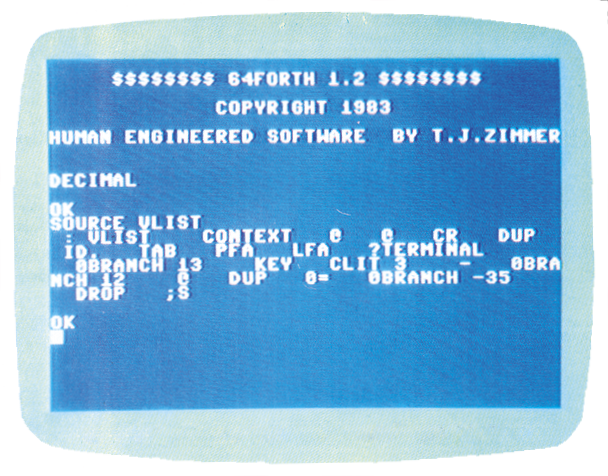 $$$$$$$$ 64FORTH 1.2 $$$$$$$$
COPYRIGHT 1983
HUMAN ENGINEERED SOFTWARE BY T.J.ZIMMER
DECIMAL
OK
SOURCE VLIST
: VLIST CONTEXT @ @ CR DUP
ID. TAB PFA LFA ?TERMINAL
0BRANCH 13 KEY CLIT 3 - 0BRA
NCH 12 @ DUP 0= 0BRANCH -35
DROP ;S
OK